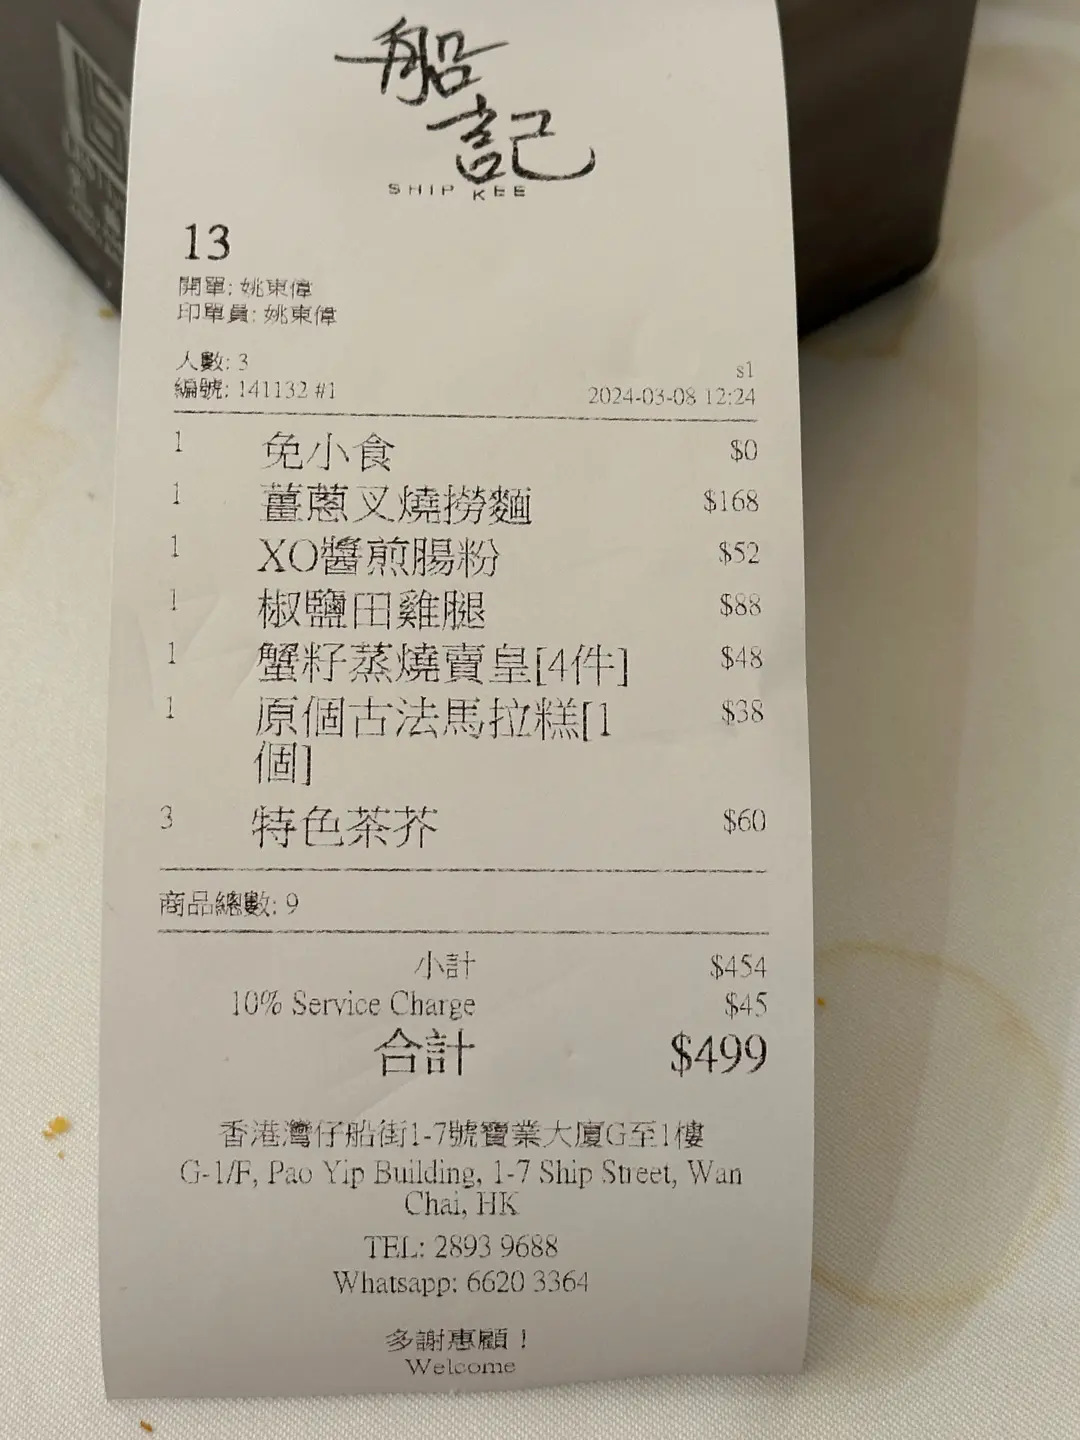 船記
SHIP KEE
13
開單: 姚東偉
印單員: 姚東偉
人數: 3
s1
編號: 141132 #1 2024-03-08 12:24
1 免小食 $0
1 薑蔥叉燒撈麵 $168
1 XO醬煎腸粉 $52
1 椒鹽田雞腿 $88
1 蟹籽蒸燒賣皇[4件] $48
1 原個古法馬拉糕[1 $38
個]
3 特色茶芥 $60
商品總數: 9
小計 $454
10% Service Charge $45
合計 $499
香港灣仔船街1-7號寶業大廈G至1樓
G-1/F, Pao Yip Building, 1-7 Ship Street, Wan
Chai, HK
TEL: 2893 9688
Whatsapp: 6620 3364
多謝惠顧！
Welcome